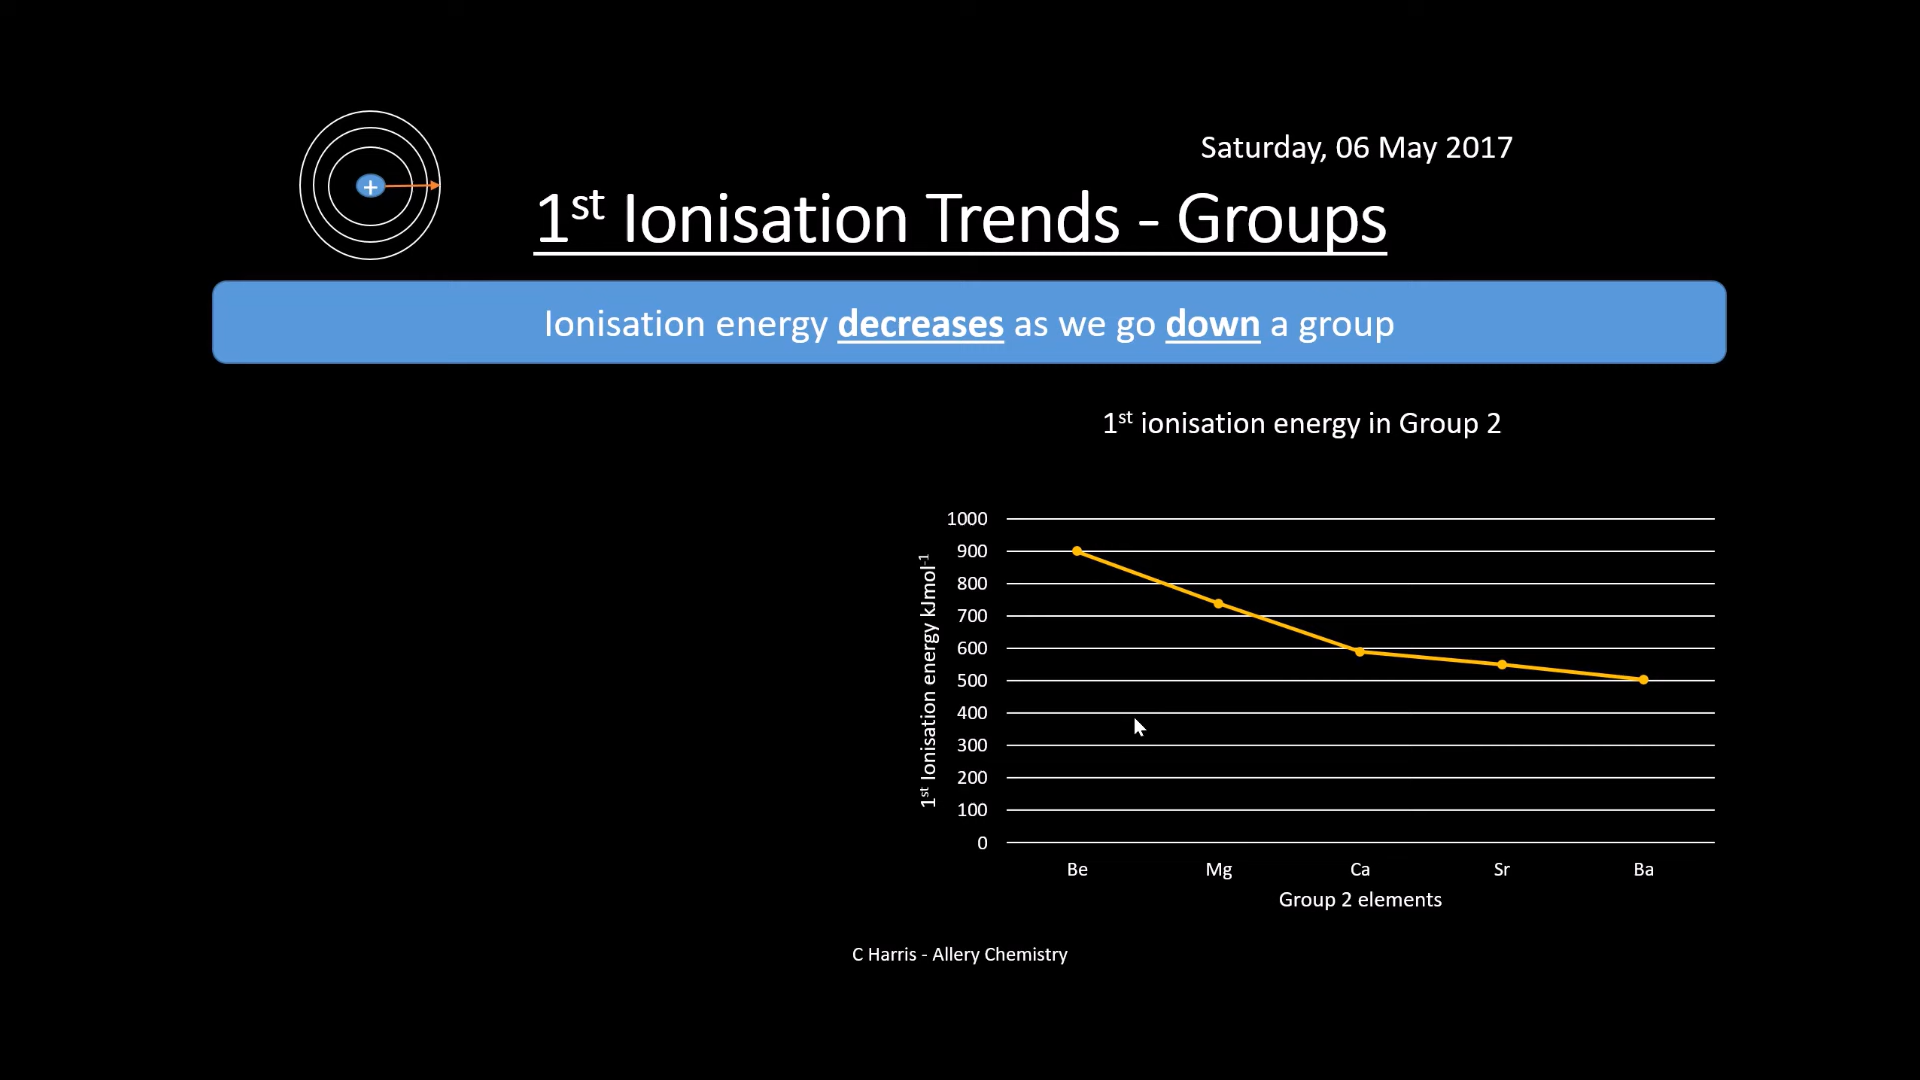 Saturday, 06 May 2017
1st Ionisation Trends - Groups
Ionisation energy decreases as we go down a group
1st ionisation energy in Group 2
1st Ionisation energy kJmol-1
1000
900
800
700
600
500
400
300
200
100
0
Be Mg Ca Sr Ba
Group 2 elements
C Harris - Allery Chemistry
+